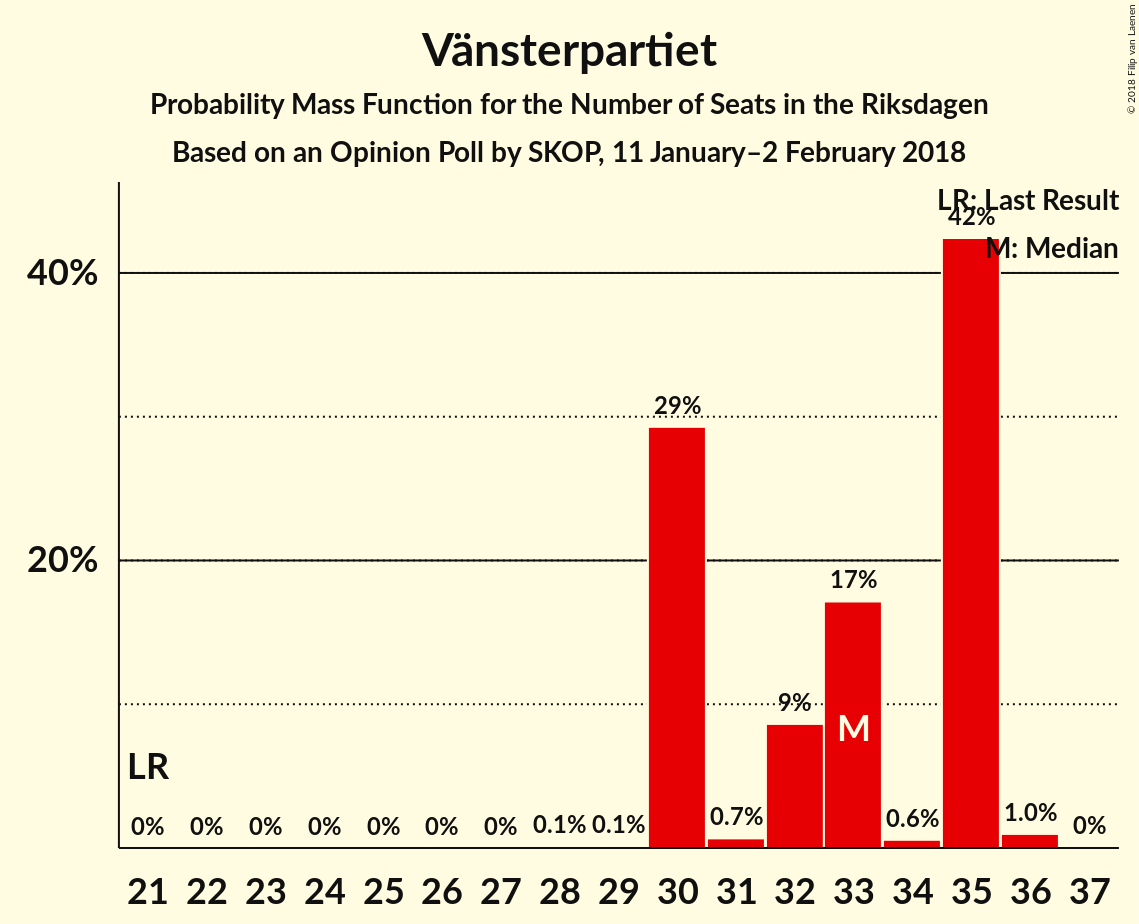 Vänsterpartiet
Probability Mass Function for the Number of Seats in the Riksdagen
Based on an Opinion Poll by SKOP, 11 January–2 February 2018
© 2018 Filip van Laenen
LR: Last Result
M: Median
40%
20%
LR
0% 0% 0% 0% 0% 0% 0% 0.1% 0.1% 29% 0.7% 9% 17% 0.6% 42% 1.0% 0%
M
21 22 23 24 25 26 27 28 29 30 31 32 33 34 35 36 37